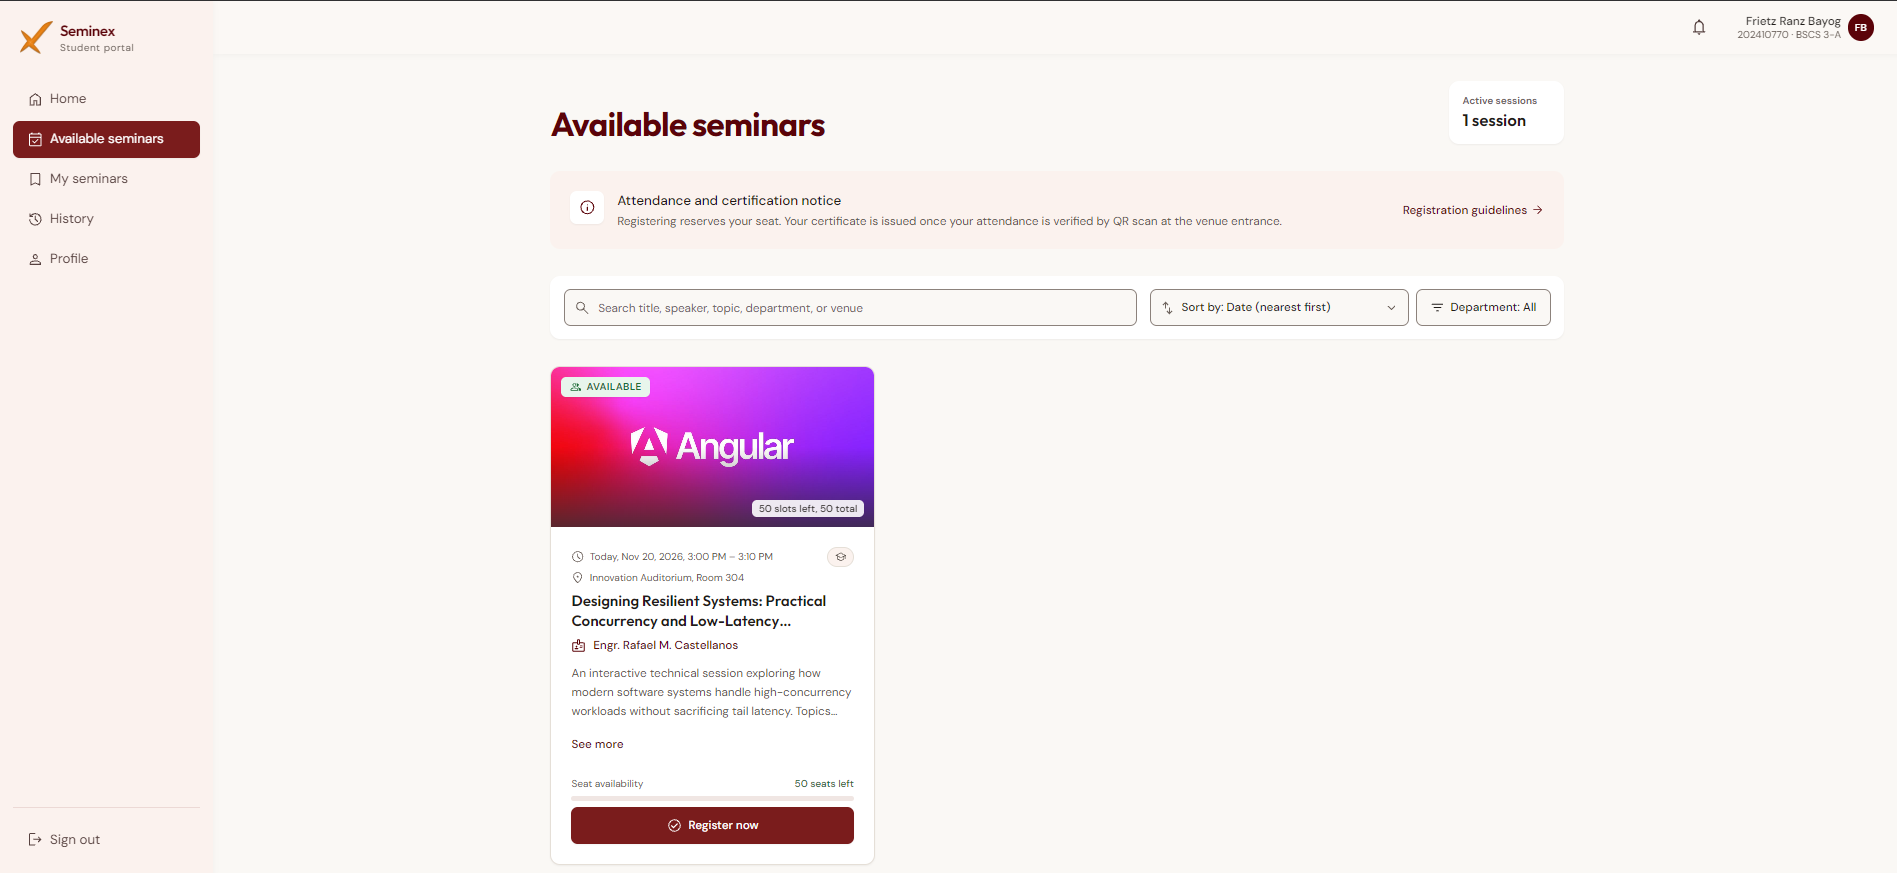 Seminex
Student portal
Home
Available seminars
My seminars
History
Profile
Sign out
Frietz Ranz Bayog
202410770 · BSCS 3-A
FB
Available seminars
Active sessions
1 session
Attendance and certification notice
Registering reserves your seat. Your certificate is issued once your attendance is verified by QR scan at the venue entrance.
Registration guidelines →
Search title, speaker, topic, department, or venue
Sort by: Date (nearest first)
Department: All
AVAILABLE
Angular
50 slots left, 50 total
Today, Nov 20, 2026, 3:00 PM – 3:10 PM
Innovation Auditorium, Room 304
Designing Resilient Systems: Practical
Concurrency and Low-Latency...
Engr. Rafael M. Castellanos
An interactive technical session exploring how
modern software systems handle high-concurrency
workloads without sacrificing tail latency. Topics...
See more
Seat availability
50 seats left
Register now